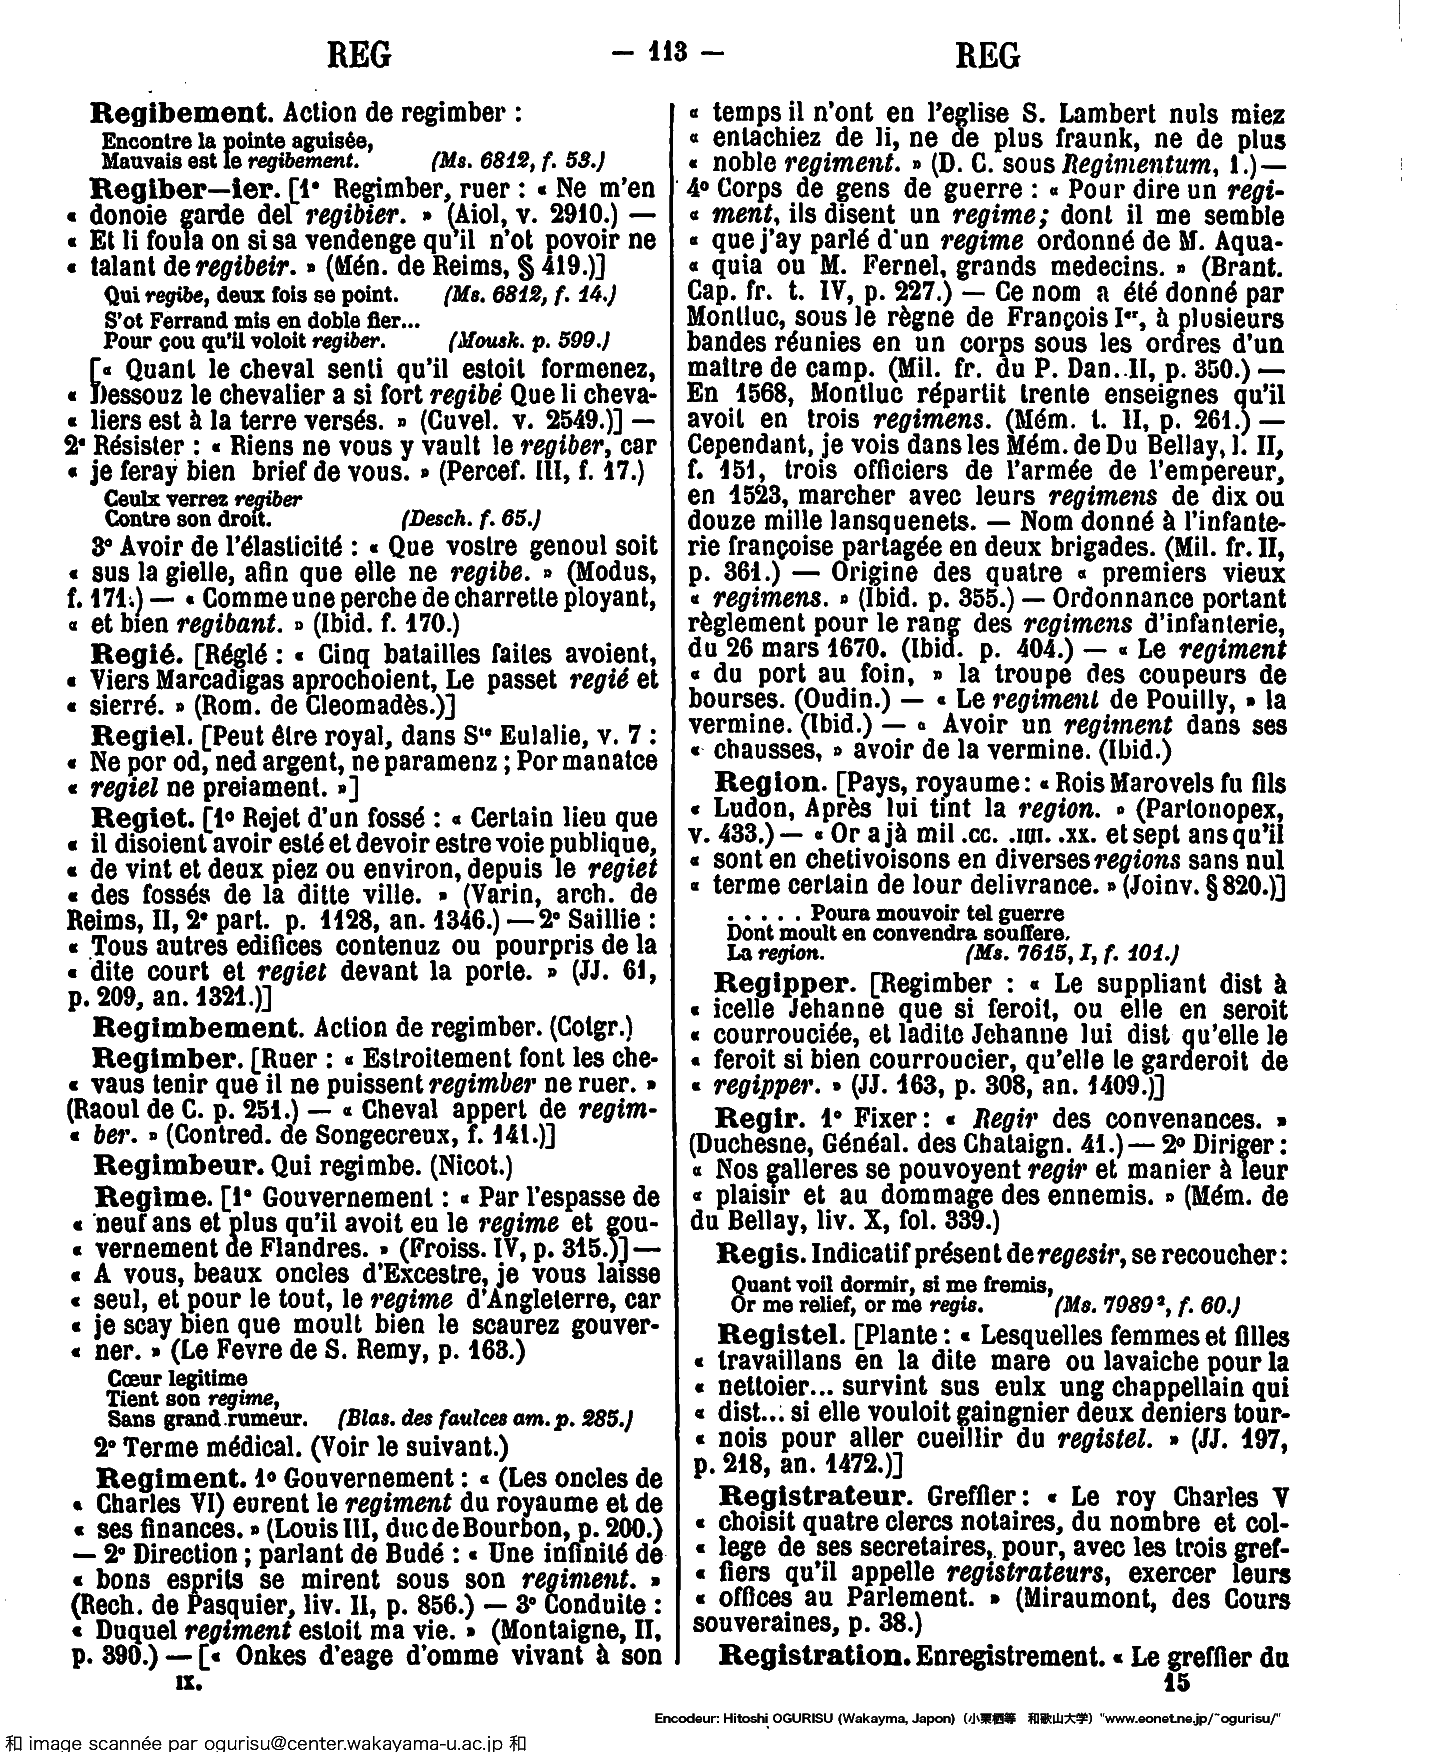 REG — 113 — REG
Regibement. Action de regimber :
Encontre la pointe aguisée,
Mauvais est le regibement. (Ms. 6812, f. 53.)
Regiber—ier. [1° Regimber, ruer : « Ne m'en
« donoie garde del regibier. » (Aiol, v. 2910.) —
« Et li foula on si sa vendenge qu'il n'ot povoir ne
« talant de regibeir. » (Mén. de Reims, § 419.)]
Qui regibe, deux fois se point. (Ms. 6812, f. 14.)
S'ot Ferrand mis en doble fier...
Pour çou qu'il voloit regiber. (Mousk. p. 599.)
[« Quant le cheval senti qu'il estoit formenez,
« Dessouz le chevalier a si fort regibé Que li cheva-
« liers est à la terre versés. » (Cuvel. v. 2549.)] —
2° Résister : « Riens ne vous y vault le regiber, car
« je feray bien brief de vous. » (Percef. III, f. 17.)
Ceulx verrez regiber
Contre son droit. (Desch. f. 65.)
3° Avoir de l'élasticité : « Que vostre genoul soit
« sus la gielle, afin que elle ne regibe. » (Modus,
f. 171.) — « Comme une perche de charrette ployant,
« et bien regibant. » (Ibid. f. 170.)
Regié. [Réglé : « Cinq batailles faites avoient,
« Viers Marcadigas aprochoient, Le passet regié et
« sierré. » (Rom. de Cleomadès.)]
Regiel. [Peut être royal, dans Ste Eulalie, v. 7 :
« Ne por od, ned argent, ne paramenz ; Por manatce
« regiel ne preiament. »]
Regiet. [1° Rejet d'un fossé : « Certain lieu que
« il disoient avoir esté et devoir estre voie publique,
« de vint et deux piez ou environ, depuis le regiet
« des fossés de la ditte ville. » (Varin, arch. de
Reims, II, 2e part. p. 1128, an. 1346.) — 2° Saillie :
« Tous autres edifices contenuz ou pourpris de la
« dite court et regiet devant la porte. » (JJ. 61,
p. 209, an. 1321.)]
Regimbement. Action de regimber. (Cotgr.)
Regimber. [Ruer : « Estroitement font les che-
« vaus tenir que il ne puissent regimber ne ruer. »
(Raoul de C. p. 251.) — « Cheval appert de regim-
« ber. » (Contred. de Songecreux, f. 141.)]
Regimbeur. Qui regimbe. (Nicot.)
Regime. [1° Gouvernement : « Par l'espasse de
« neuf ans et plus qu'il avoit eu le regime et gou-
« vernement de Flandres. » (Froiss. IV, p. 315.)] —
« A vous, beaux oncles d'Excestre, je vous laisse
« seul, et pour le tout, le regime d'Angleterre, car
« je scay bien que moult bien le scaurez gouver-
« ner. » (Le Fevre de S. Remy, p. 163.)
Cœur legitime
Tient son regime,
Sans grand rumeur. (Blas. des faulces am. p. 285.)
2° Terme médical. (Voir le suivant.)
Regiment. 1° Gouvernement : « (Les oncles de
« Charles VI) eurent le regiment du royaume et de
« ses finances. » (Louis III, duc de Bourbon, p. 200.)
— 2° Direction ; parlant de Budé : « Une infinité de
« bons esprits se mirent sous son regiment. »
(Rech. de Pasquier, liv. II, p. 856.) — 3° Conduite :
« Duquel regiment estoit ma vie. » (Montaigne, II,
p. 390.) — [« Onkes d'eage d'omme vivant à son
IX.
« temps il n'ont en l'eglise S. Lambert nuls miez
« entachiez de li, ne de plus fraunk, ne de plus
« noble regiment. » (D. C. sous Regimentum, 1.) —
4° Corps de gens de guerre : « Pour dire un regi-
« ment, ils disent un regime ; dont il me semble
« que j'ay parlé d'un regime ordonné de M. Aqua-
« quia ou M. Fernel, grands medecins. » (Brant.
Cap. fr. t. IV, p. 227.) — Ce nom a été donné par
Montluc, sous le règne de François Ier, à plusieurs
bandes réunies en un corps sous les ordres d'un
maitre de camp. (Mil. fr. du P. Dan. II, p. 350.) —
En 1568, Montluc répartit trente enseignes qu'il
avoit en trois regimens. (Mém. t. II, p. 261.) —
Cependant, je vois dans les Mém. de Du Bellay, l. II,
f. 151, trois officiers de l'armée de l'empereur,
en 1523, marcher avec leurs regimens de dix ou
douze mille lansquenets. — Nom donné à l'infante-
rie françoise partagée en deux brigades. (Mil. fr. II,
p. 361.) — Origine des quatre « premiers vieux
« regimens. » (Ibid. p. 355.) — Ordonnance portant
règlement pour le rang des regimens d'infanterie,
du 26 mars 1670. (Ibid. p. 404.) — « Le regiment
« du port au foin, » la troupe des coupeurs de
bourses. (Oudin.) — « Le regiment de Pouilly, » la
vermine. (Ibid.) — « Avoir un regiment dans ses
« chausses, » avoir de la vermine. (Ibid.)
Region. [Pays, royaume : « Rois Marovels fu fils
« Ludon, Après lui tint la region. » (Partonopex,
v. 433.) — « Or a jà mil .cc. .IIII. .xx. et sept ans qu'il
« sont en chetivoisons en diverses regions sans nul
« terme certain de lour delivrance. » (Joinv. § 820.)]
. . . . . Poura mouvoir tel guerre
Dont moult en convendra souffere.
La region. (Ms. 7615, I, f. 101.)
Regipper. [Regimber : « Le suppliant dist à
« icelle Jehanne que si feroit, ou elle en seroit
« courrouciée, et ladite Jehanne lui dist qu'elle le
« feroit si bien courroucier, qu'elle le garderoit de
« regipper. » (JJ. 163, p. 308, an. 1409.)]
Regir. 1° Fixer : « Regir des convenances. »
(Duchesne, Généal. des Chataign. 41.) — 2° Diriger :
« Nos galleres se pouvoyent regir et manier à leur
« plaisir et au dommage des ennemis. » (Mém. de
du Bellay, liv. X, fol. 339.)
Regis. Indicatif présent de regesir, se recoucher :
Quant voil dormir, si me fremis,
Or me relief, or me regis. (Ms. 7989², f. 60.)
Registel. [Plante : « Lesquelles femmes et filles
« travaillans en la dite mare ou lavaiche pour la
« nettoier... survint sus eulx ung chappellain qui
« dist... si elle vouloit gaingnier deux deniers tour-
« nois pour aller cueillir du registel. » (JJ. 197,
p. 218, an. 1472.)]
Registrateur. Greffier : « Le roy Charles V
« choisit quatre clercs notaires, du nombre et col-
« lege de ses secretaires, pour, avec les trois gref-
« fiers qu'il appelle registrateurs, exercer leurs
« offices au Parlement. » (Miraumont, des Cours
souveraines, p. 38.)
Registration. Enregistrement. « Le greffier du
15
Encodeur: Hitoshi OGURISU (Wakayma, Japon) (小栗栖等 和歌山大学) "www.eonet.ne.jp/~ogurisu/"
和 image scannée par ogurisu@center.wakayama-u.ac.jp 和